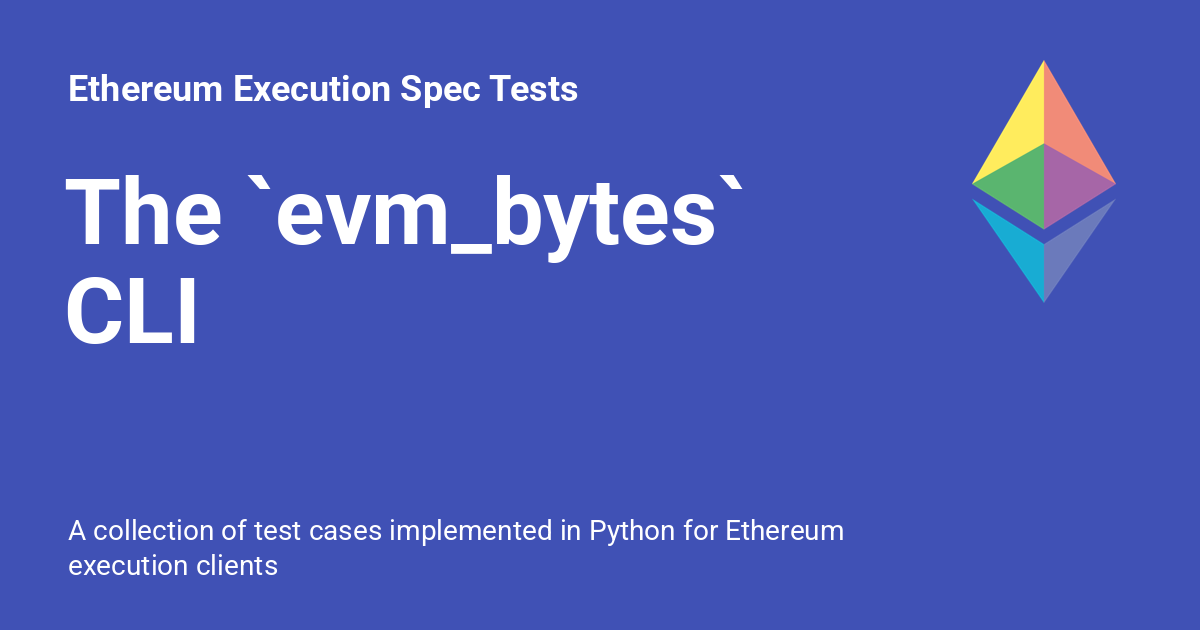 Ethereum Execution Spec Tests
The `evm_bytes`
CLI
A collection of test cases implemented in Python for Ethereum
execution clients